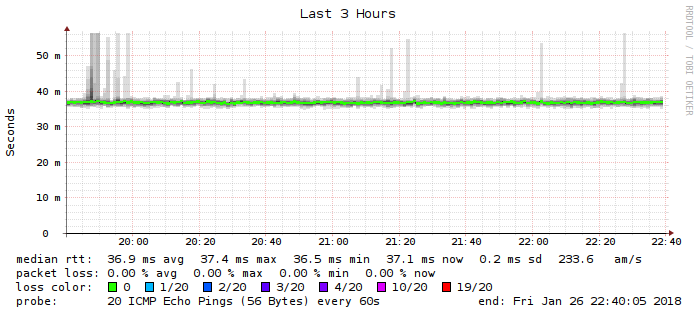 Last 3 Hours
RRDTOOL / TOBI OETIKER
Seconds
50 m
40 m
30 m
20 m
10 m
0
20:00 20:20 20:40 21:00 21:20 21:40 22:00 22:20 22:40
median rtt: 36.9 ms avg 37.4 ms max 36.5 ms min 37.1 ms now 0.2 ms sd 233.6 am/s
packet loss: 0.00 % avg 0.00 % max 0.00 % min 0.00 % now
loss color: 0 1/20 2/20 3/20 4/20 10/20 19/20
probe: 20 ICMP Echo Pings (56 Bytes) every 60s end: Fri Jan 26 22:40:05 2018